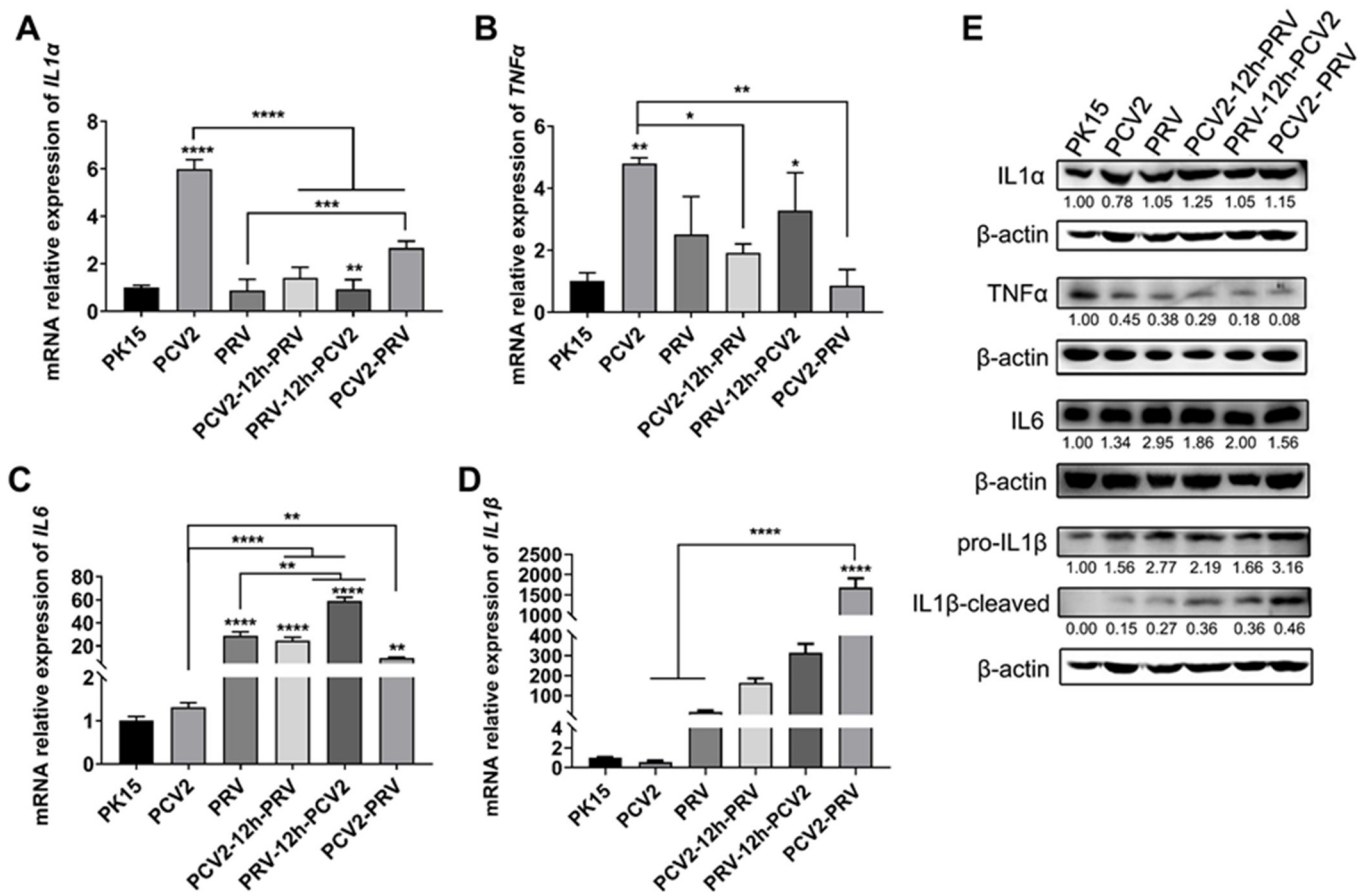 A
mRNA relative expression of IL1α
8
6
4
2
0
****
****
***
**
PK15
PCV2
PRV
PCV2-12h-PRV
PRV-12h-PCV2
PCV2-PRV
B
mRNA relative expression of TNFα
6
4
2
0
**
*
**
*
PK15
PCV2
PRV
PCV2-12h-PRV
PRV-12h-PCV2
PCV2-PRV
C
mRNA relative expression of IL6
80
60
40
20
2
1
0
**
****
**
****
****
****
**
PK15
PCV2
PRV
PCV2-12h-PRV
PRV-12h-PCV2
PCV2-PRV
D
mRNA relative expression of IL1β
2500
2000
1500
1000
500
400
300
200
100
4
2
0
****
****
PK15
PCV2
PRV
PCV2-12h-PRV
PRV-12h-PCV2
PCV2-PRV
E
PK15
PCV2
PRV
PCV2-12h-PRV
PRV-12h-PCV2
PCV2- PRV
IL1α
1.00 0.78 1.05 1.25 1.05 1.15
β-actin
TNFα
1.00 0.45 0.38 0.29 0.18 0.08
β-actin
IL6
1.00 1.34 2.95 1.86 2.00 1.56
β-actin
pro-IL1β
1.00 1.56 2.77 2.19 1.66 3.16
IL1β-cleaved
0.00 0.15 0.27 0.36 0.36 0.46
β-actin